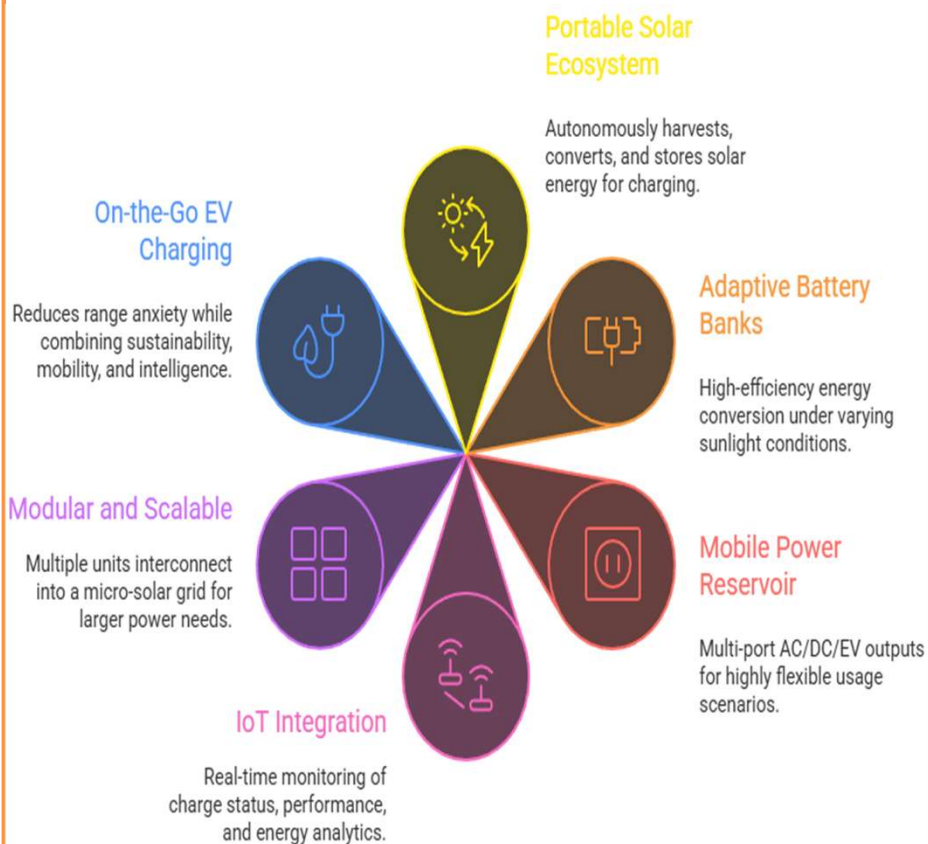 Portable Solar
Ecosystem
Autonomously harvests,
converts, and stores solar
energy for charging.
On-the-Go EV
Charging
Reduces range anxiety while
combining sustainability,
mobility, and intelligence.
Adaptive Battery
Banks
High-efficiency energy
conversion under varying
sunlight conditions.
Modular and Scalable
Multiple units interconnect
into a micro-solar grid for
larger power needs.
Mobile Power
Reservoir
Multi-port AC/DC/EV outputs
for highly flexible usage
scenarios.
IoT Integration
Real-time monitoring of
charge status, performance,
and energy analytics.